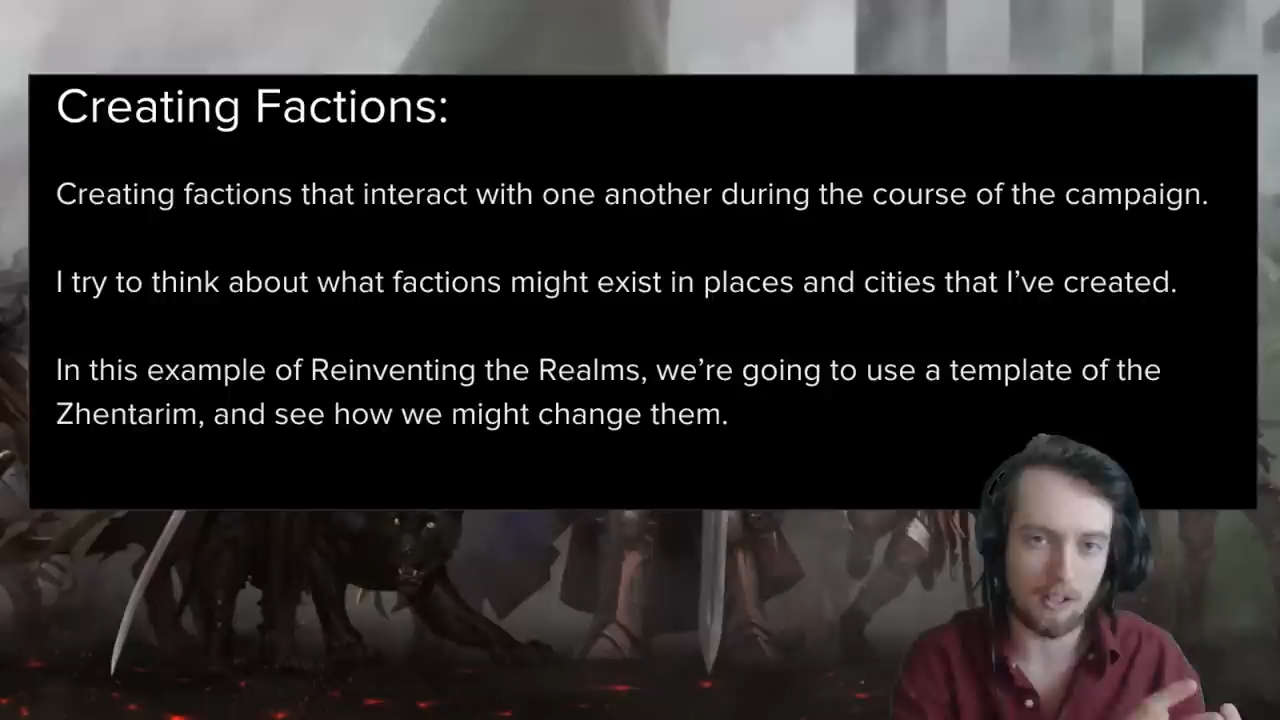 Creating Factions:
Creating factions that interact with one another during the course of the campaign.
I try to think about what factions might exist in places and cities that I’ve created.
In this example of Reinventing the Realms, we’re going to use a template of the
Zhentarim, and see how we might change them.